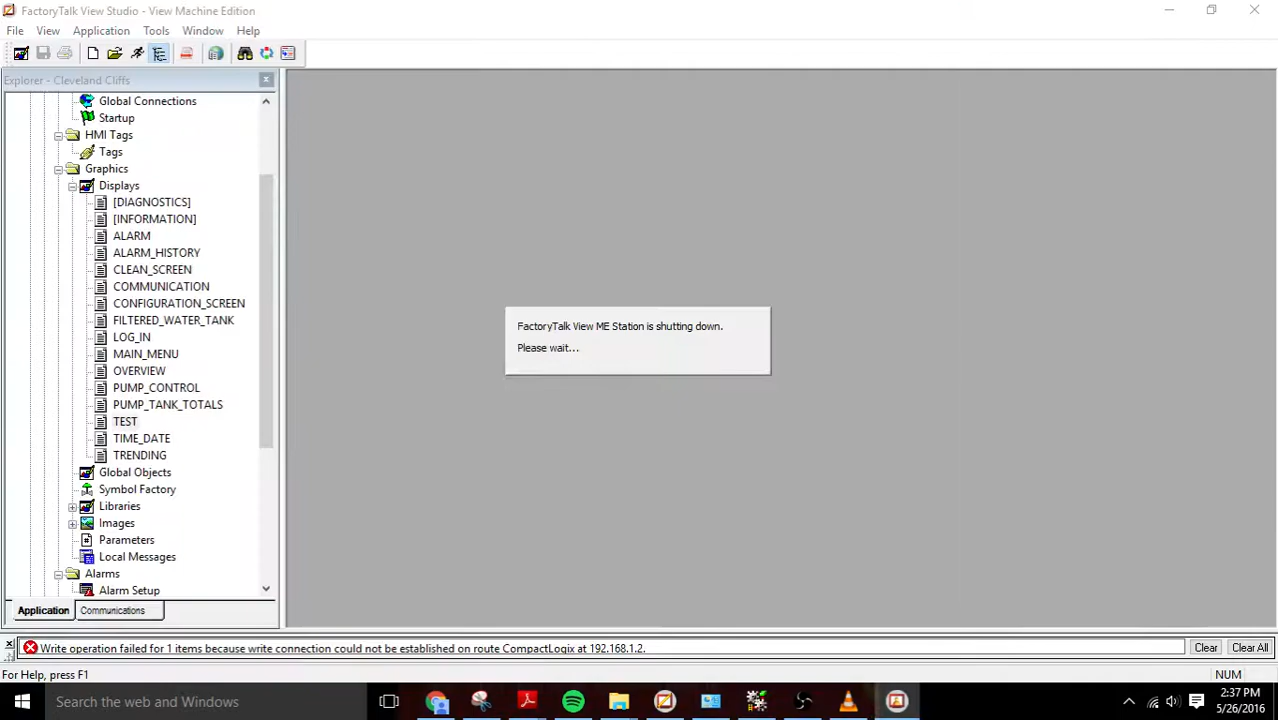 FactoryTalk View Studio - View Machine Edition
File View Application Tools Window Help
Explorer - Cleveland Cliffs
Global Connections
Startup
HMI Tags
Tags
Graphics
Displays
[DIAGNOSTICS]
[INFORMATION]
ALARM
ALARM_HISTORY
CLEAN_SCREEN
COMMUNICATION
CONFIGURATION_SCREEN
FILTERED_WATER_TANK
LOG_IN
MAIN_MENU
OVERVIEW
PUMP_CONTROL
PUMP_TANK_TOTALS
TEST
TIME_DATE
TRENDING
Global Objects
Symbol Factory
Libraries
Images
Parameters
Local Messages
Alarms
Alarm Setup
Application Communications
FactoryTalk View ME Station is shutting down.
Please wait...
Write operation failed for 1 items because write connection could not be established on route CompactLogix at 192.168.1.2.
Clear Clear All
For Help, press F1
NUM
Search the web and Windows
2:37 PM
5/26/2016